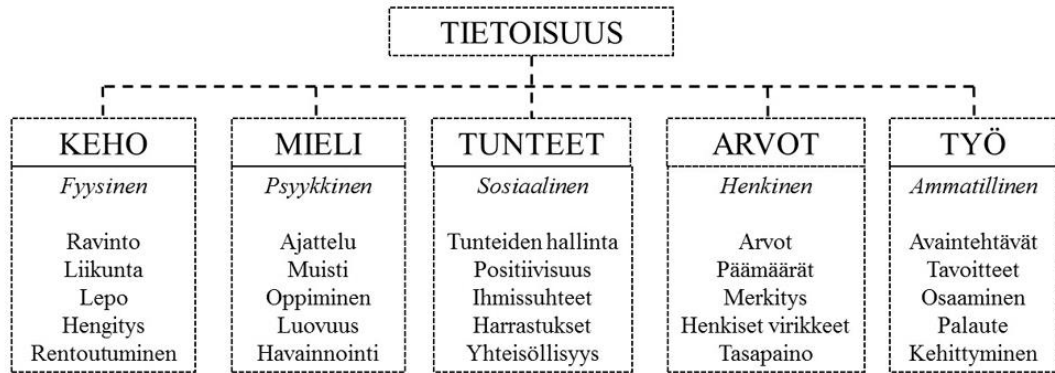 TIETOISUUS
KEHO
Fyysinen
Ravinto
Liikunta
Lepo
Hengitys
Rentoutuminen
MIELI
Psyykkinen
Ajattelu
Muisti
Oppiminen
Luovuus
Havainnointi
TUNTEET
Sosiaalinen
Tunteiden hallinta
Positiivisuus
Ihmissuhteet
Harrastukset
Yhteisöllisyys
ARVOT
Henkinen
Arvot
Päämäärät
Merkitys
Henkiset virikkeet
Tasapaino
TYÖ
Ammatillinen
Avaintehtävät
Tavoitteet
Osaaminen
Palaute
Kehittyminen